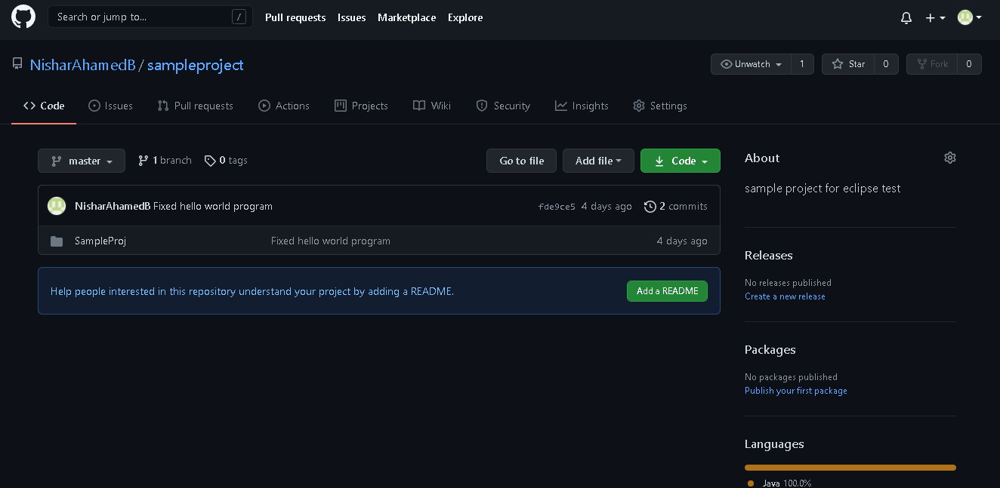 Search or jump to... / Pull requests Issues Marketplace Explore
NisharAhamedB / sampleproject Unwatch 1 Star 0 Fork 0
Code Issues Pull requests Actions Projects Wiki Security Insights Settings
master 1 branch 0 tags Go to file Add file Code
NisharAhamedB Fixed hello world program fde9ce5 4 days ago 2 commits
SampleProj Fixed hello world program 4 days ago
Help people interested in this repository understand your project by adding a README. Add a README
About
sample project for eclipse test
Releases
No releases published
Create a new release
Packages
No packages published
Publish your first package
Languages
Java 100.0%